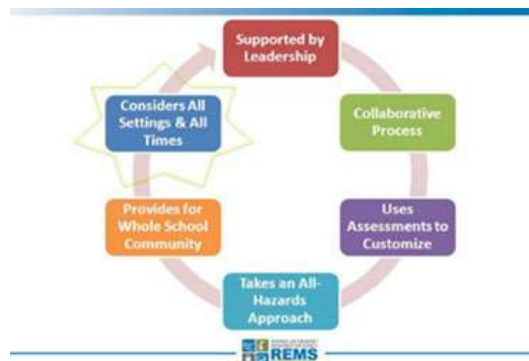 Supported by
Leadership
Considers All
Settings & All
Times
Collaborative
Process
Provides for
Whole School
Community
Uses
Assessments to
Customize
Takes an All-
Hazards
Approach
REMS